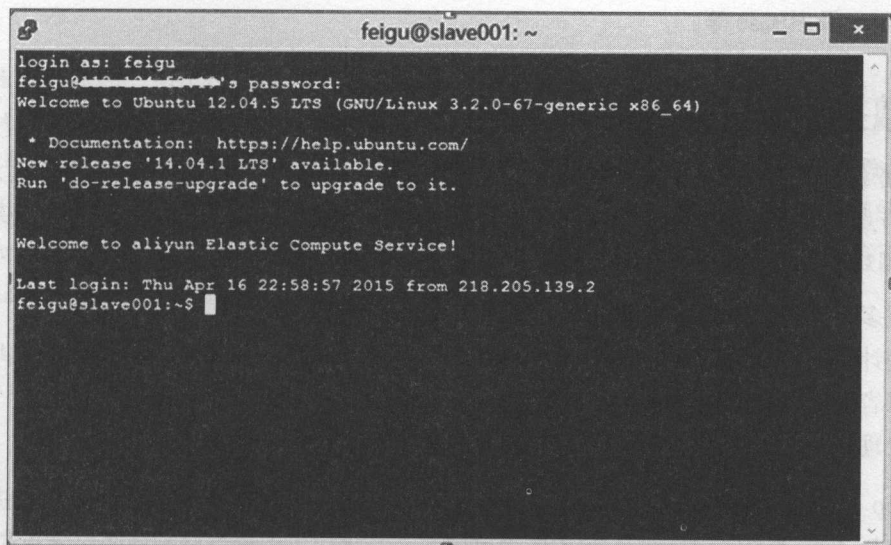 feigu@slave001: ~
login as: feigu
feigu@ 's password:
Welcome to Ubuntu 12.04.5 LTS (GNU/Linux 3.2.0-67-generic x86_64)
* Documentation: https://help.ubuntu.com/
New release '14.04.1 LTS' available.
Run 'do-release-upgrade' to upgrade to it.
Welcome to aliyun Elastic Compute Service!
Last login: Thu Apr 16 22:58:57 2015 from 218.205.139.2
feigu@slave001:~$